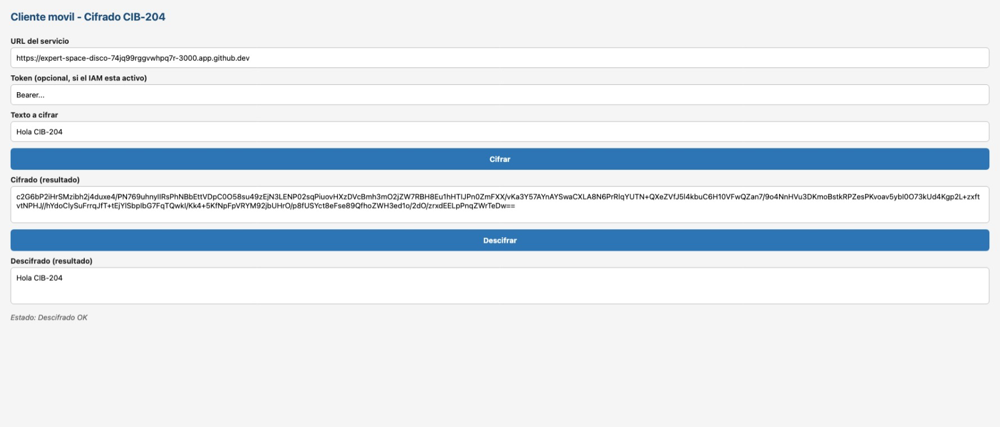 Cliente movil - Cifrado CIB-204
URL del servicio
https://expert-space-disco-74jq99rggvwhpq7r-3000.app.github.dev
Token (opcional, si el IAM esta activo)
Bearer...
Texto a cifrar
Hola CIB-204
Cifrar
Cifrado (resultado)
c2G6bP2iHrSMzibh2j4duxe4/PN769uhnyIIRsPhNBbEttVDpC0O58su49zEjN3LENP02sqPiuovHXzDVcBmh3mO2jZW7RBH8Eu1hHTIJPn0ZmFXX/vKa3Y57AYnAYSwaCXLA8N6PrRlqYUTN+QXeZVfJ5l4kbuC6H10VFwQZan7/9o4NnHVu3DKmoBstkRPZesPKvoav5ybl0O73kUd4Kgp2L+zxft
vtNPHJ//hYdoClySuFrrqJfT+tEjYlSbpIbG7FqTQwkl/Kk4+5KfNpFpVRYM92jbUHrO/p8fUSYct8eFse89QfhoZWH3ed1o/2dO/zrxdEELpPnqZWrTeDw==
Descifrar
Descifrado (resultado)
Hola CIB-204
Estado: Descifrado OK